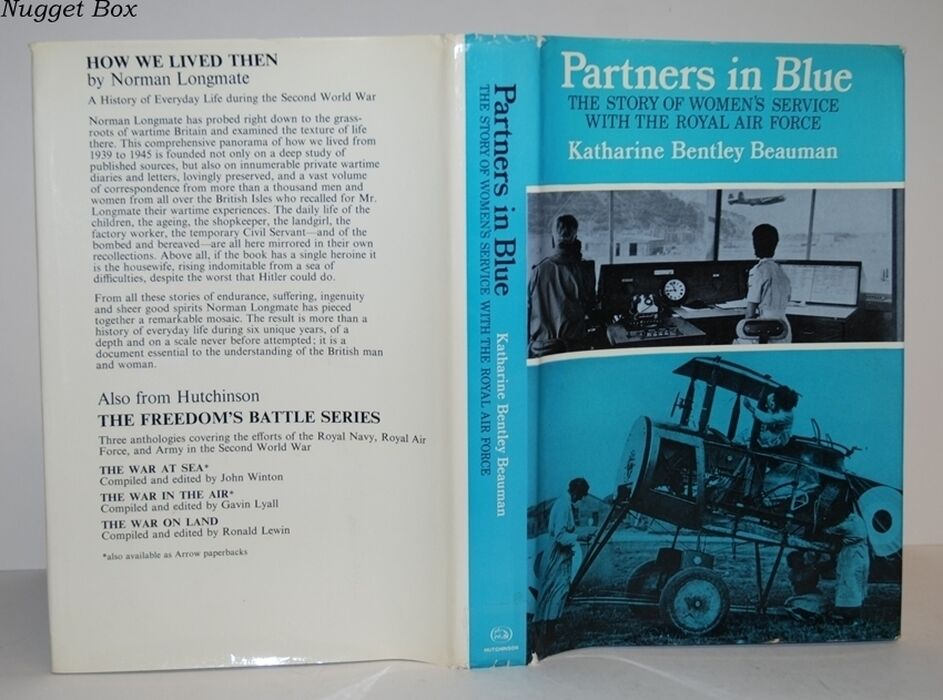 Nugget Box
HOW WE LIVED THEN
by Norman Longmate
A History of Everyday Life during the Second World War
Norman Longmate has probed right down to the grass-
roots of wartime Britain and examined the texture of life
there. This comprehensive panorama of how we lived from
1939 to 1945 is founded not only on a deep study of
published sources, but also on innumerable private wartime
diaries and letters, lovingly preserved, and a vast volume
of correspondence from more than a thousand men and
women from all over the British Isles who recalled for Mr.
Longmate their wartime experiences. The daily life of the
children, the ageing, the shopkeeper, the landgirl, the
factory worker, the temporary Civil Servant—and of the
bombed and bereaved—are all here mirrored in their own
recollections. Above all, if the book has a single heroine it
is the housewife, rising indomitably from a sea of
difficulties, despite the worst that Hitler could do.
From all these stories of endurance, suffering, ingenuity
and sheer good spirits Norman Longmate has pieced
together a remarkable mosaic. The result is more than a
history of everyday life during six unique years, of a
depth and on a scale never before attempted; it is a
document essential to the understanding of the British man
and woman.
Also from Hutchinson
THE FREEDOM'S BATTLE SERIES
Three anthologies covering the efforts of the Royal Navy, Royal Air
Force, and Army in the Second World War
THE WAR AT SEA*
Compiled and edited by John Winton
THE WAR IN THE AIR*
Compiled and edited by Gavin Lyall
THE WAR ON LAND
Compiled and edited by Ronald Lewin
*also available as Arrow paperbacks
Partners in Blue
THE STORY OF WOMEN'S SERVICE WITH THE ROYAL AIR FORCE
Katharine Bentley Beauman
HUTCHINSON
Partners in Blue
THE STORY OF WOMEN'S SERVICE
WITH THE ROYAL AIR FORCE
Katharine Bentley Beauman